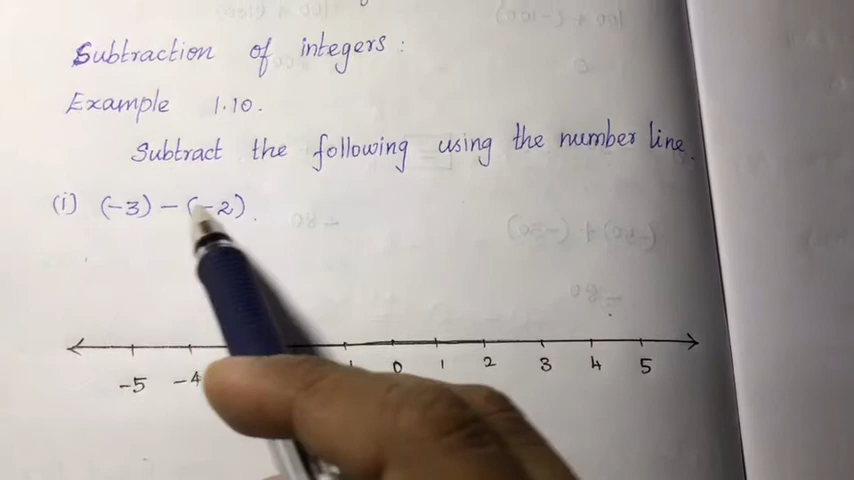 Subtraction of integers :
Example 1.10.
Subtract the following using the number line.
(i) (-3) - (-2).
-5 -4 0 1 2 3 4 5